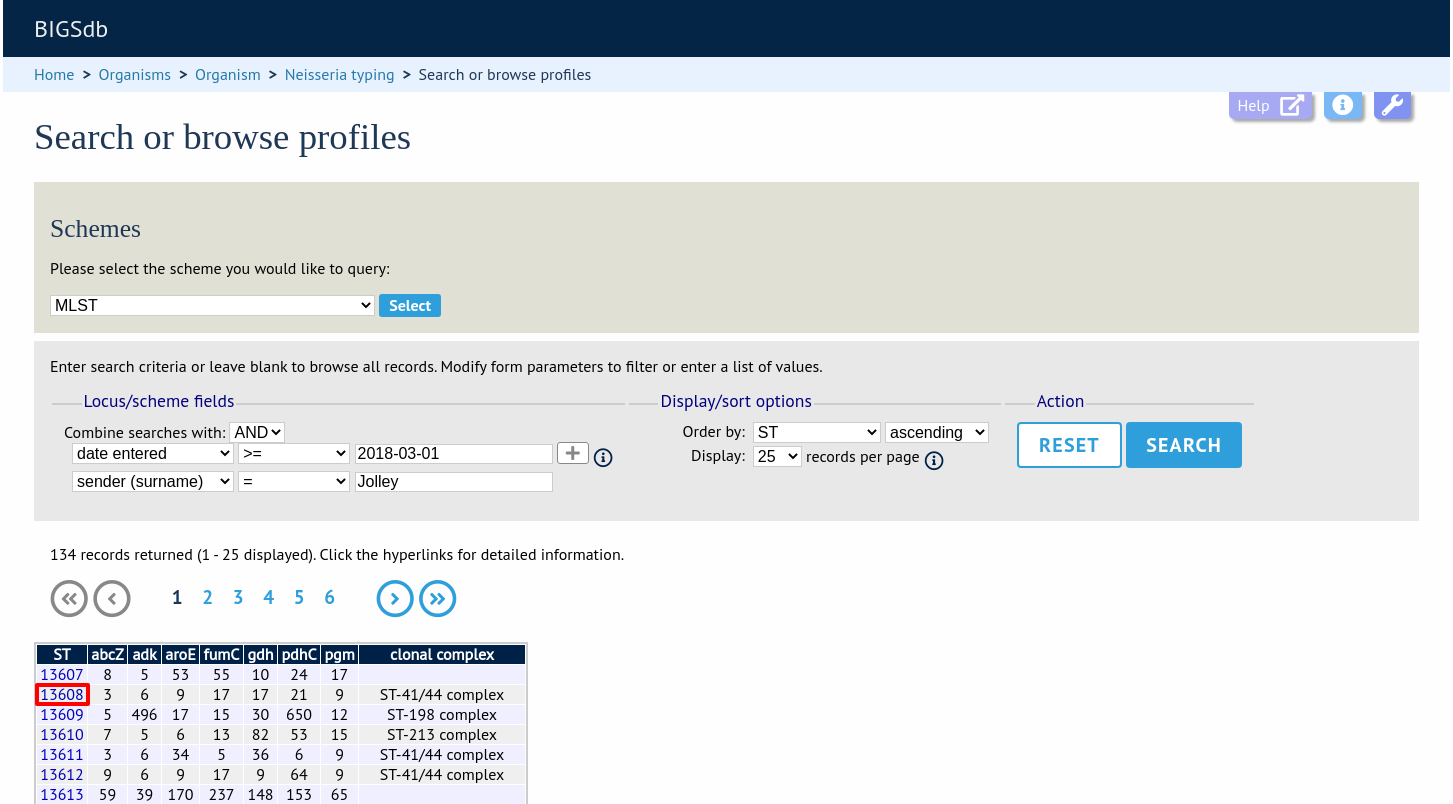 BIGSdb
Home > Organisms > Organism > Neisseria typing > Search or browse profiles
Help
Search or browse profiles
Schemes
Please select the scheme you would like to query:
MLST Select
Enter search criteria or leave blank to browse all records. Modify form parameters to filter or enter a list of values.
Locus/scheme fields Display/sort options Action
Combine searches with: AND Order by: ST ascending RESET SEARCH
date entered >= 2018-03-01 Display: 25 records per page
sender (surname) = Jolley
134 records returned (1 - 25 displayed). Click the hyperlinks for detailed information.
1 2 3 4 5 6
ST abcZ adk aroE fumC gdh pdhC pgm clonal complex
13607 8 5 53 55 10 24 17
13608 3 6 9 17 17 21 9 ST-41/44 complex
13609 5 496 17 15 30 650 12 ST-198 complex
13610 7 5 6 13 82 53 15 ST-213 complex
13611 3 6 34 5 36 6 9 ST-41/44 complex
13612 9 6 9 17 9 64 9 ST-41/44 complex
13613 59 39 170 237 148 153 65